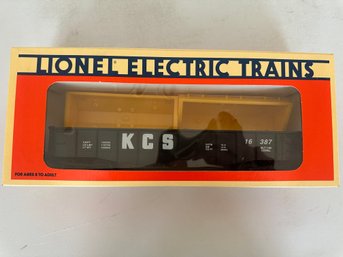 LIONEL ELECTRIC TRAINS
KCS
16387
FOR AGES 8 TO ADULT